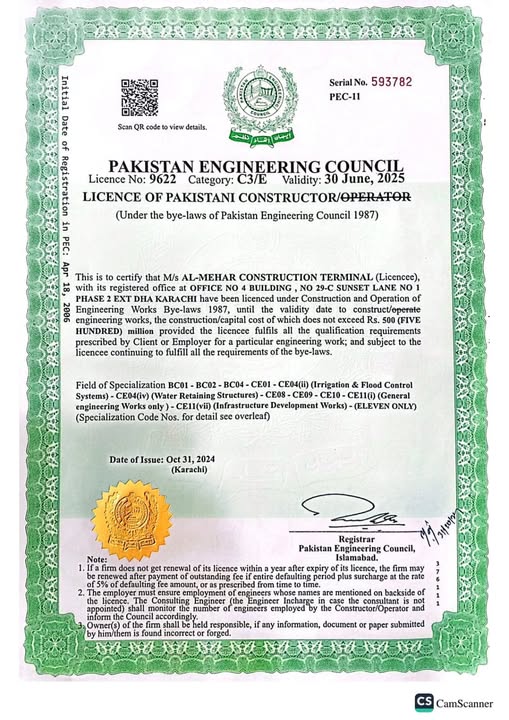 Serial No. 593782
PEC-11
Scan QR code to view details.
Initial Date of Registration in PEC: Apr 18, 2006
PAKISTAN ENGINEERING COUNCIL
Licence No: 9622 Category: C3/E Validity: 30 June, 2025
LICENCE OF PAKISTANI CONSTRUCTOR/OPERATOR
(Under the bye-laws of Pakistan Engineering Council 1987)
This is to certify that M/s AL-MEHAR CONSTRUCTION TERMINAL (Licencee),
with its registered office at OFFICE NO 4 BUILDING , NO 29-C SUNSET LANE NO 1
PHASE 2 EXT DHA KARACHI have been licenced under Construction and Operation of
Engineering Works Bye-laws 1987, until the validity date to construct/operate
engineering works, the construction/capital cost of which does not exceed Rs. 500 (FIVE
HUNDRED) million provided the licencee fulfils all the qualification requirements
prescribed by Client or Employer for a particular engineering work; and subject to the
licencee continuing to fulfill all the requirements of the bye-laws.
Field of Specialization BC01 - BC02 - BC04 - CE01 - CE04(ii) (Irrigation & Flood Control
Systems) - CE04(iv) (Water Retaining Structures) - CE08 - CE09 - CE10 - CE11(i) (General
engineering Works only ) - CE11(vii) (Infrastructure Development Works) - (ELEVEN ONLY)
(Specialization Code Nos. for detail see overleaf)
Date of Issue: Oct 31, 2024
(Karachi)
Registrar
Pakistan Engineering Council,
Islamabad.
Note:
1. If a firm does not get renewal of its licence within a year after expiry of its licence, the firm may
be renewed after payment of outstanding fee if entire defaulting period plus surcharge at the rate
of 5% of defaulting fee amount, or as prescribed from time to time.
2. The employer must ensure employment of engineers whose names are mentioned on backside of
the licence. The Consulting Engineer (the Engineer Incharge in case the consultant is not
appointed) shall monitor the number of engineers employed by the Constructor/Operator and
inform the Council accordingly.
3. Owner(s) of the firm shall be held responsible, if any information, document or paper submitted
by him/them is found incorrect or forged.
CS CamScanner